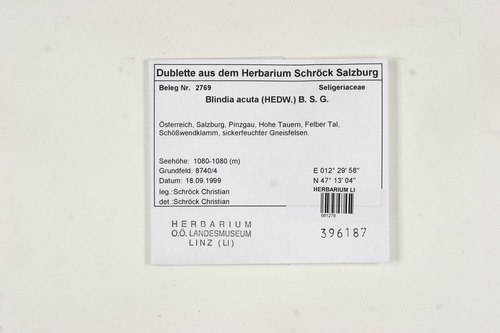 Dublette aus dem Herbarium Schröck Salzburg
Beleg Nr. 2769 Seligeriaceae
Blindia acuta (HEDW.) B. S. G.
Österreich, Salzburg, Pinzgau, Hohe Tauern, Felber Tal,
Schößwendklamm, sickerfeuchter Gneisfelsen.
Seehöhe: 1080-1080 (m)
Grundfeld: 8740/4 E 012° 29' 58"
Datum: 18.09.1999 N 47° 13' 04"
leg.: Schröck Christian HERBARIUM LI
det.: Schröck Christian
681278
HERBARIUM
O.Ö. LANDESMUSEUM
LINZ (LI)
396187